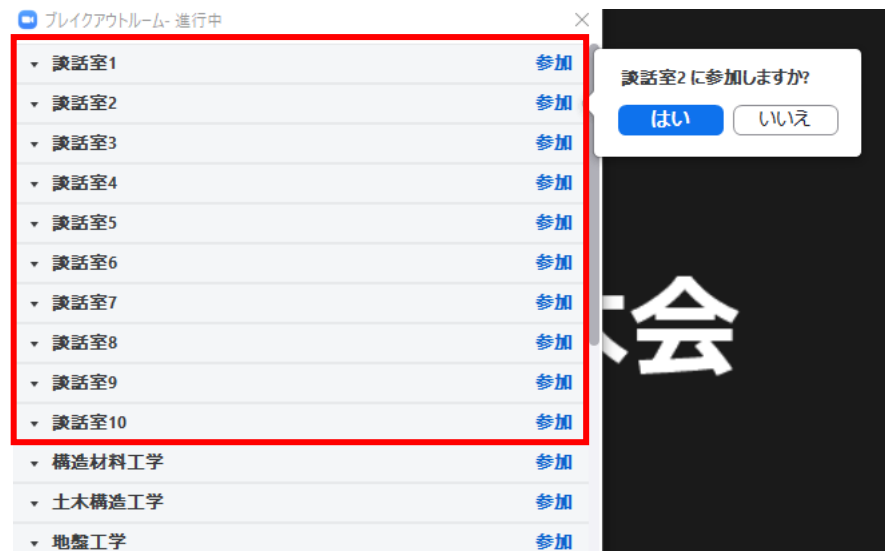 ブレイクアウトルーム- 進行中
談話室1 参加
談話室2 参加
談話室3 参加
談話室4 参加
談話室5 参加
談話室6 参加
談話室7 参加
談話室8 参加
談話室9 参加
談話室10 参加
構造材料工学 参加
土木構造工学 参加
地盤工学 参加
談話室2 に参加しますか?
はい いいえ
会